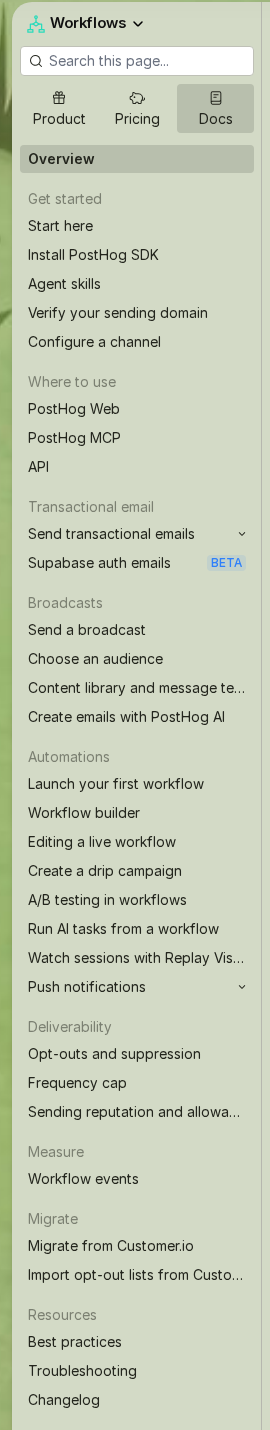 Workflows
Search this page...
Product
Pricing
Docs
Overview
Get started
Start here
Install PostHog SDK
Agent skills
Verify your sending domain
Configure a channel
Where to use
PostHog Web
PostHog MCP
API
Transactional email
Send transactional emails
Supabase auth emails BETA
Broadcasts
Send a broadcast
Choose an audience
Content library and message te...
Create emails with PostHog AI
Automations
Launch your first workflow
Workflow builder
Editing a live workflow
Create a drip campaign
A/B testing in workflows
Run AI tasks from a workflow
Watch sessions with Replay Vis...
Push notifications
Deliverability
Opt-outs and suppression
Frequency cap
Sending reputation and allowa...
Measure
Workflow events
Migrate
Migrate from Customer.io
Import opt-out lists from Custo...
Resources
Best practices
Troubleshooting
Changelog